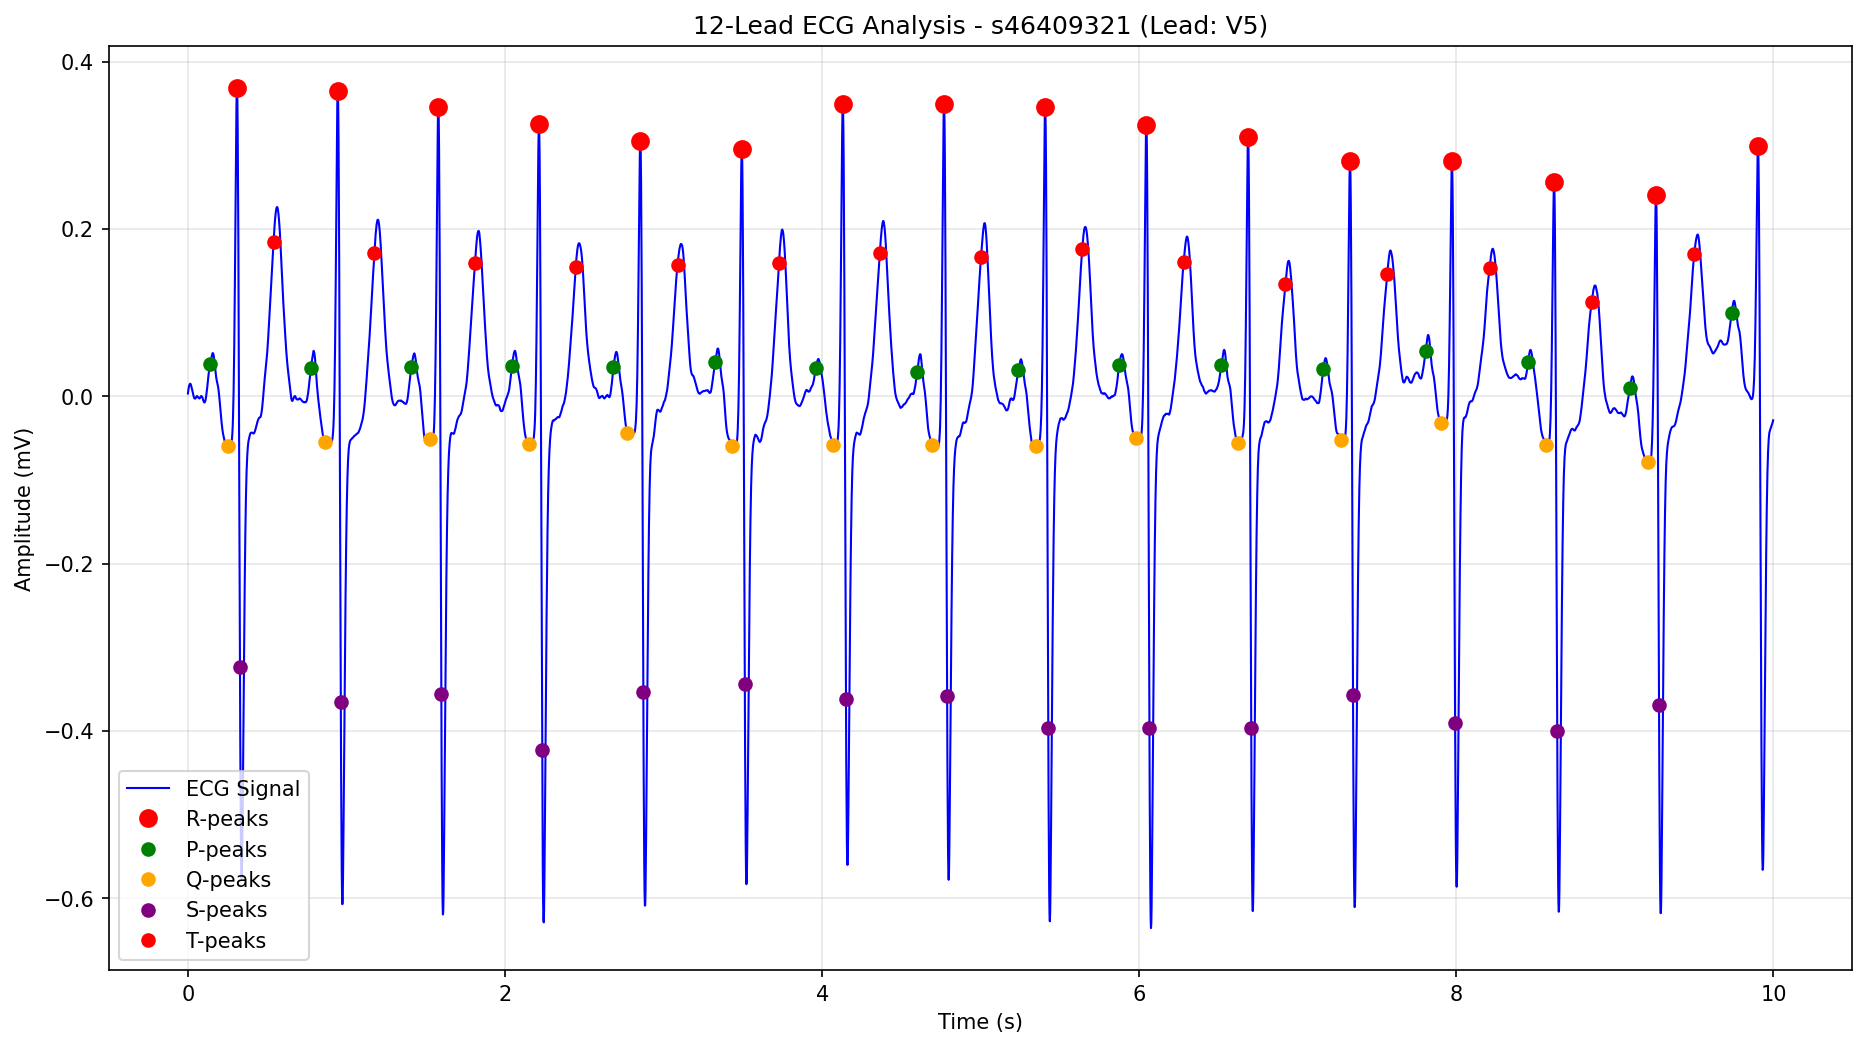 12-Lead ECG Analysis - s46409321 (Lead: V5)
0.4
0.2
0.0
−0.2
−0.4
−0.6
Amplitude (mV)
ECG Signal
R-peaks
P-peaks
Q-peaks
S-peaks
T-peaks
0 2 4 6 8 10
Time (s)